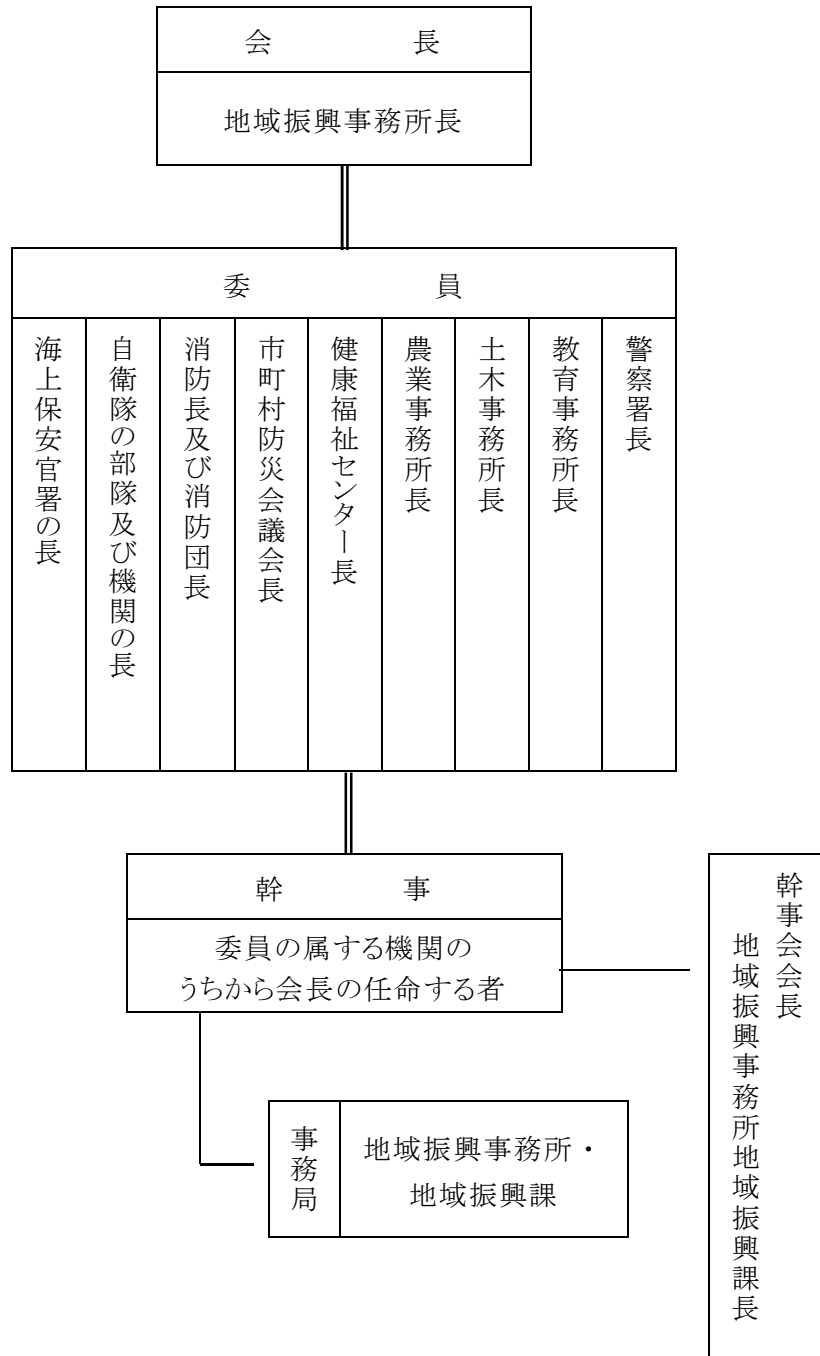 会長
地域振興事務所長
委員
警察署長
教育事務所長
土木事務所長
農業事務所長
健康福祉センター長
市町村防災会議会長
消防長及び消防団長
自衛隊の部隊及び機関の長
海上保安官署の長
幹事
委員の属する機関の
うちから会長の任命する者
幹事会会長
地域振興事務所地域振興課長
事務局
地域振興事務所・
地域振興課